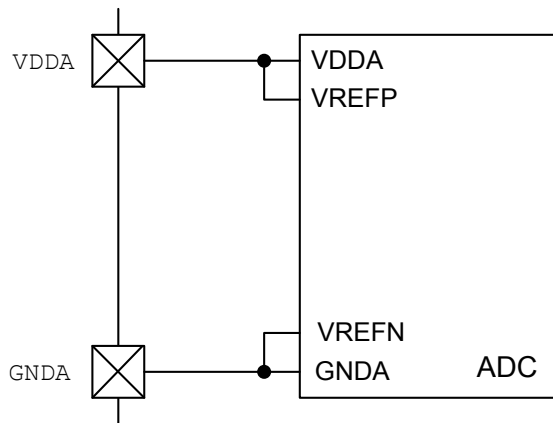 VDDA
VDDA
VREFP
VREFN
GNDA
GNDA
ADC